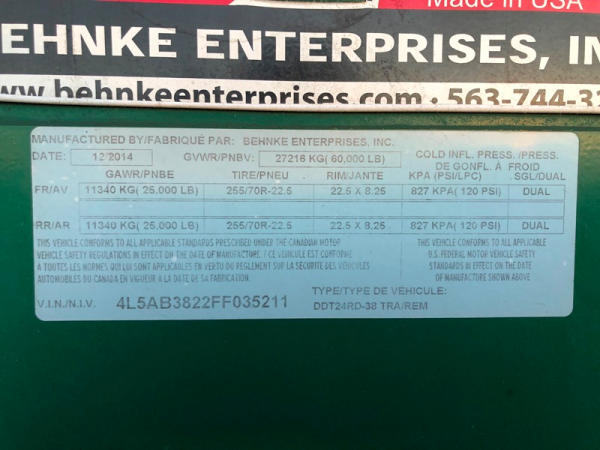 Made in USA
EHNKE ENTERPRISES, IN
www.behnkeenterprises.com · 563-744-32
MANUFACTURED BY/FABRIQUÉ PAR: BEHNKE ENTERPRISES, INC.
DATE: 12/2014 GVWR/PNBV: 27216 KG( 60,000 LB) COLD INFL. PRESS. /PRESS.
DE GONFL. À FROID
GAWR/PNBE TIRE/PNEU RIM/JANTE KPA (PSI/LPC) SGL/DUAL
FR/AV 11340 KG( 25,000 LB) 255/70R-22.5 22.5 X 8.25 827 KPA( 120 PSI) DUAL
RR/AR 11340 KG( 25,000 LB) 255/70R-22.5 22.5 X 8.25 827 KPA( 120 PSI) DUAL
THIS VEHICLE CONFORMS TO ALL APPLICABLE STANDARDS PRESCRIBED UNDER THE CANADIAN MOTOR
VEHICLE SAFETY REGULATIONS IN EFFECT ON THE DATE OF MANUFACTURE. / CE VÉHICULE EST CONFORME
À TOUTES LES NORMES QUI LUI SONT APPLICABLES EN VERTU DU RÈGLEMENT SUR LA SÉCURITÉ DES VÉHICULES
AUTOMOBILES DU CANADA EN VIGUEUR À LA DATE DE SA FABRICATION.
THIS VEHICLE CONFORMS TO ALL APPLICABLE
U.S. FEDERAL MOTOR VEHICLE SAFETY
STANDARDS IN EFFECT ON THE DATE OF
MANUFACTURE SHOWN ABOVE
V.I.N./N.I.V. 4L5AB3822FF035211
TYPE/TYPE DE VÉHICULE:
DDT24RD-38 TRA/REM